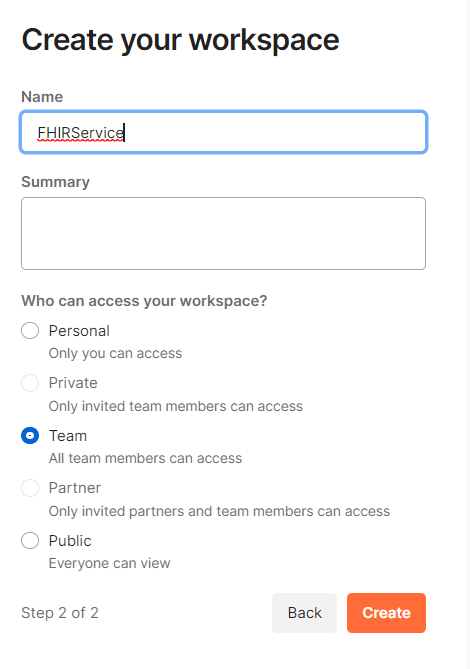 Create your workspace
Name
FHIRService
Summary
Who can access your workspace?
Personal
Only you can access
Private
Only invited team members can access
Team
All team members can access
Partner
Only invited partners and team members can access
Public
Everyone can view
Step 2 of 2 Back Create